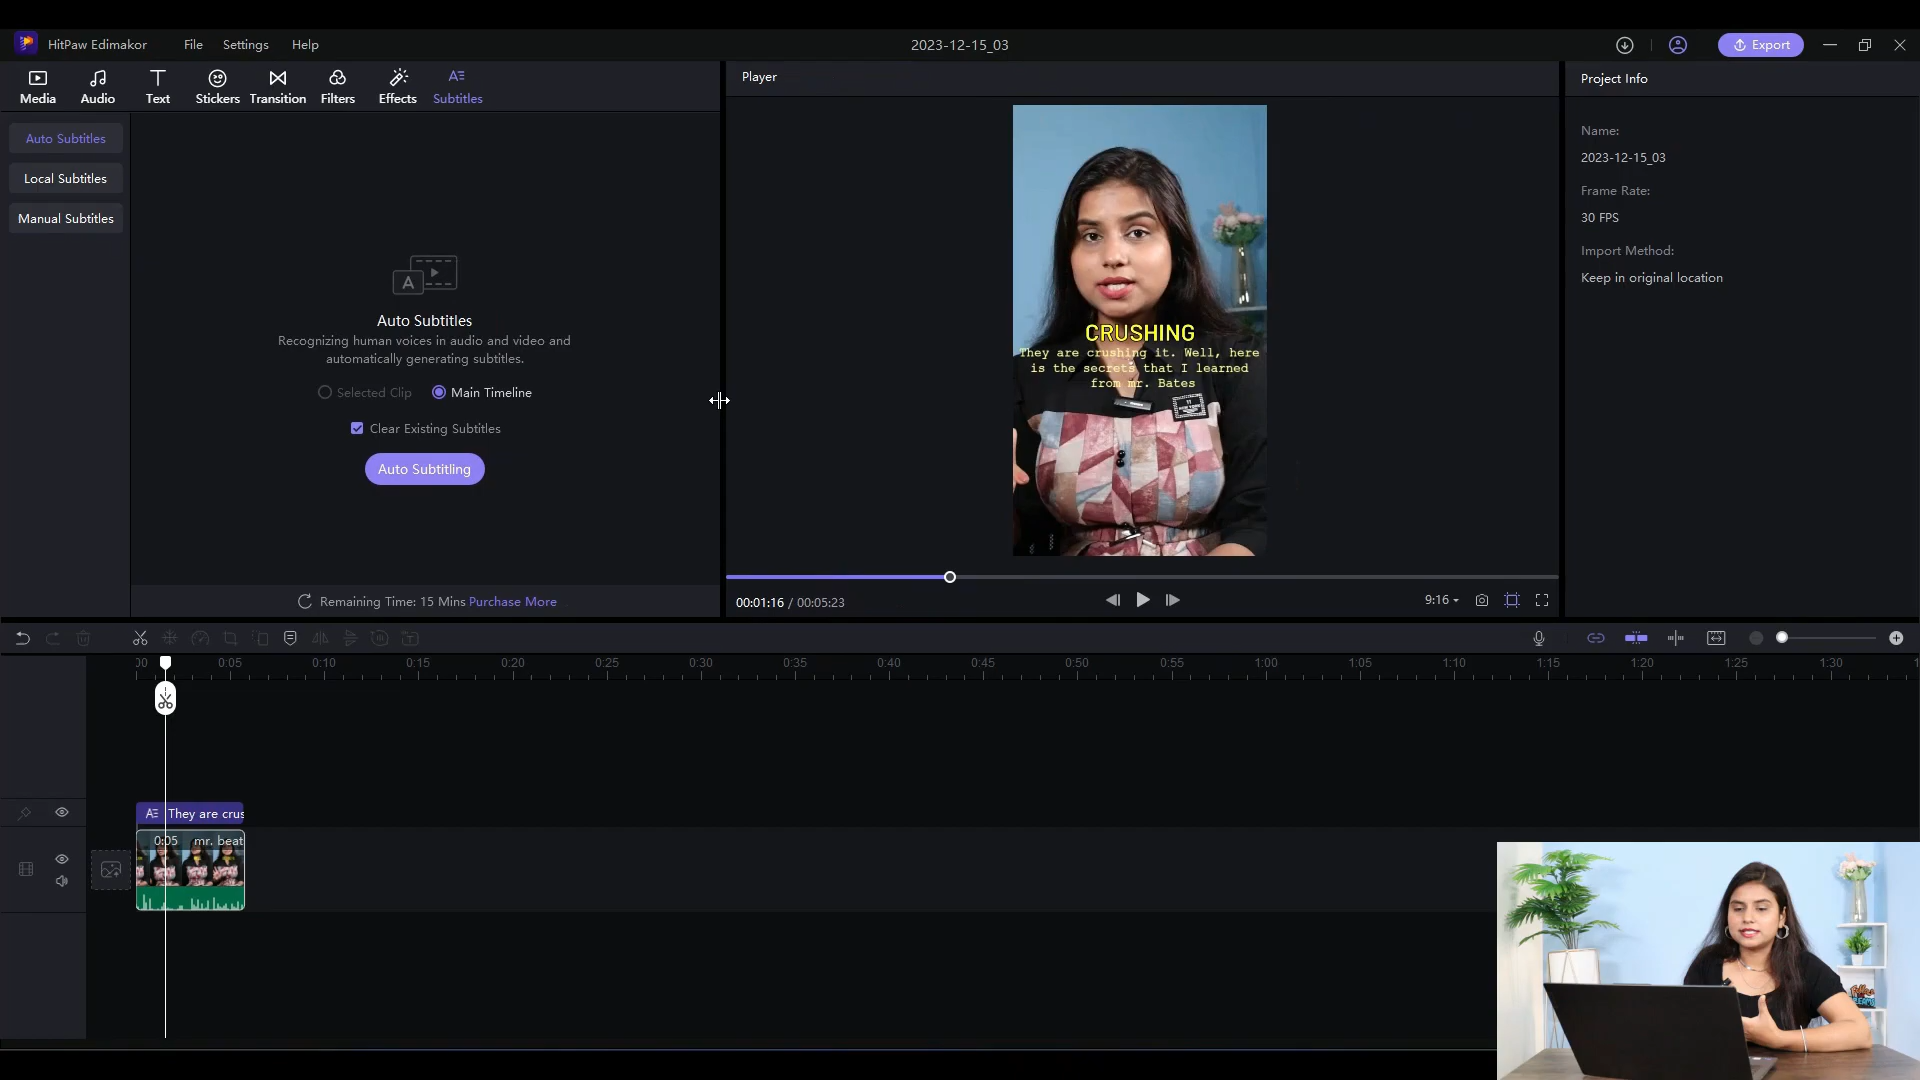 HitPaw Edimakor
File
Settings
Help
2023-12-15_03
Export
Media
Audio
Text
Stickers
Transition
Filters
Effects
Subtitles
Player
Project Info
Auto Subtitles
Local Subtitles
Manual Subtitles
Auto Subtitles
Recognizing human voices in audio and video and
automatically generating subtitles.
Selected Clip
Main Timeline
Clear Existing Subtitles
Auto Subtitling
Remaining Time: 15 Mins Purchase More
CRUSHING
They are crushing it. Well, here
is the secrets that I learned
from mr. Bates
00:01:16 / 00:05:23
9:16
Name:
2023-12-15_03
Frame Rate:
30 FPS
Import Method:
Keep in original location
0:05
0:10
0:15
0:20
0:25
0:30
0:35
0:40
0:45
0:50
0:55
1:00
1:05
1:10
1:15
1:20
1:25
1:30
They are crus
0:05 mr. beat